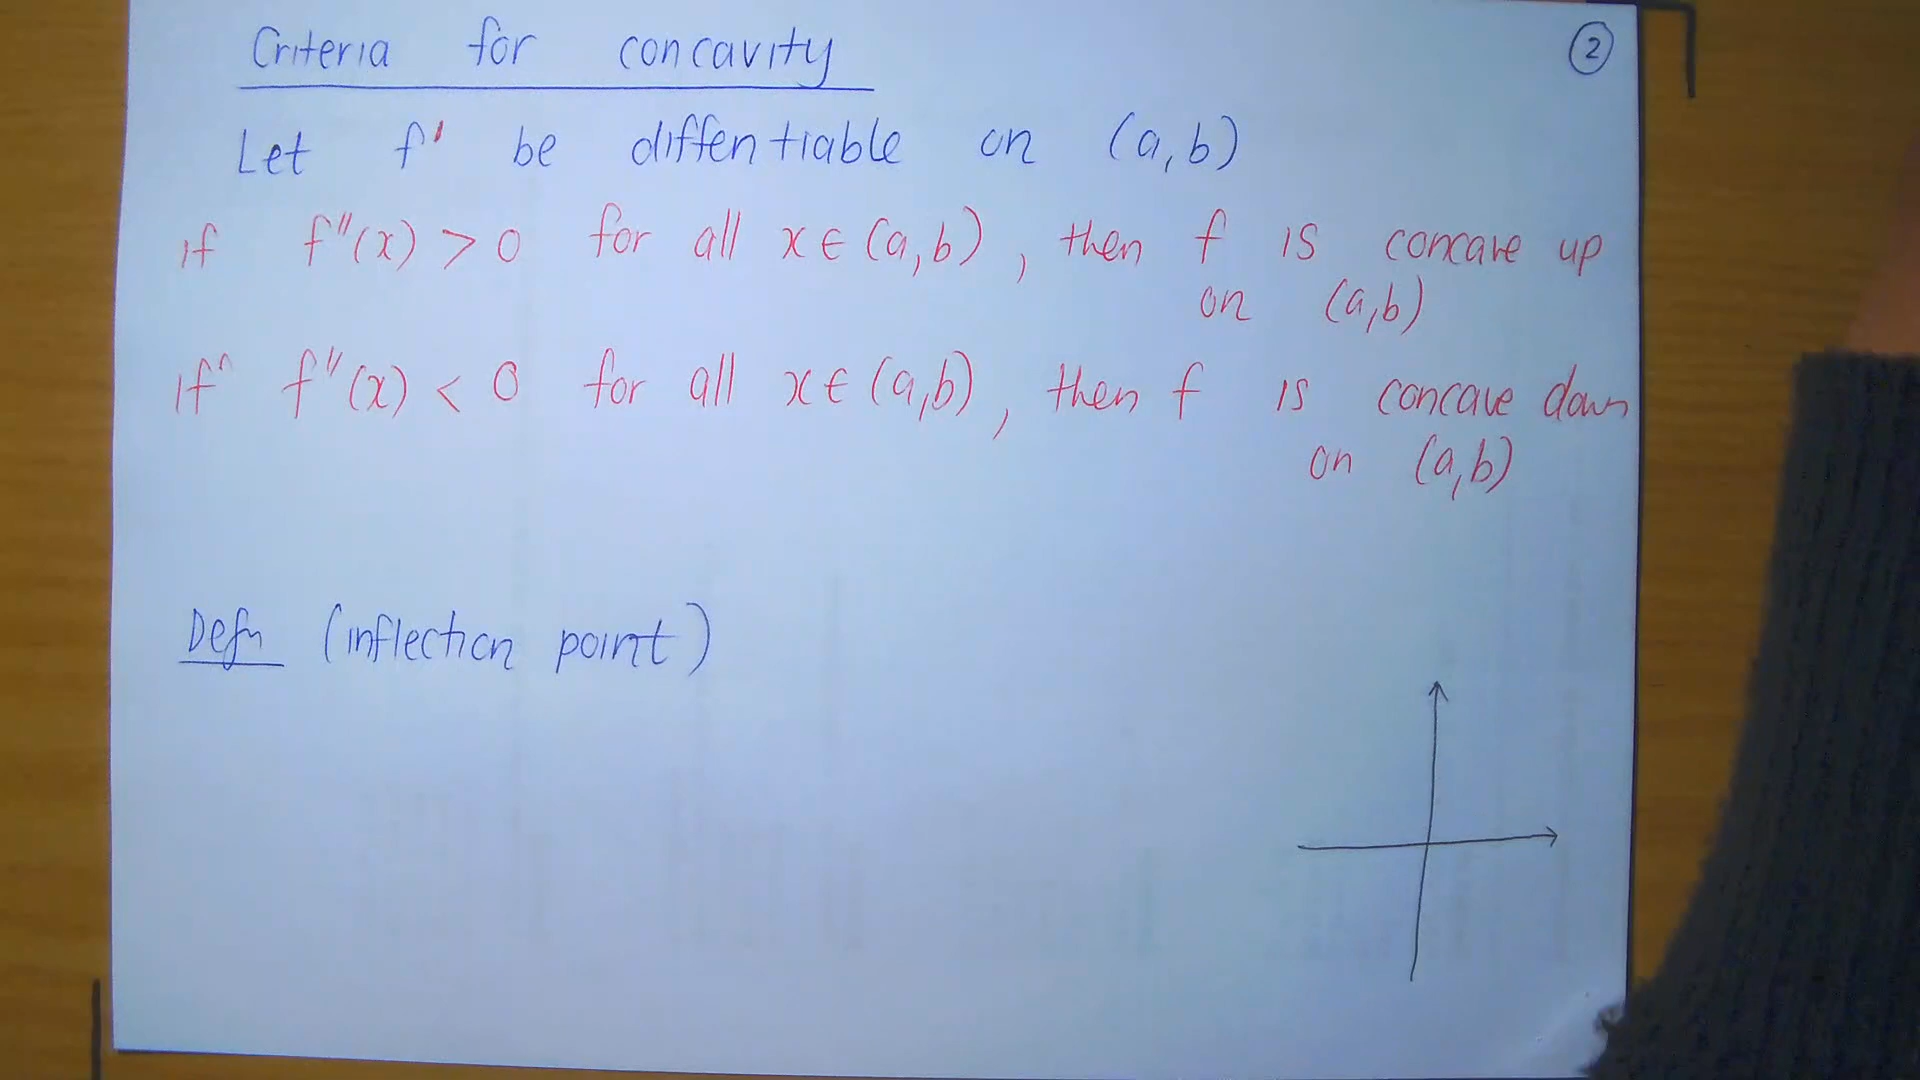 Criteria for concavity
②
Let f' be diffentiable on (a,b)
if f''(x) > 0 for all x∈(a,b), then f is concave up
on (a,b)
if f''(x) < 0 for all x∈(a,b), then f is concave down
on (a,b)
Defn (inflection point)